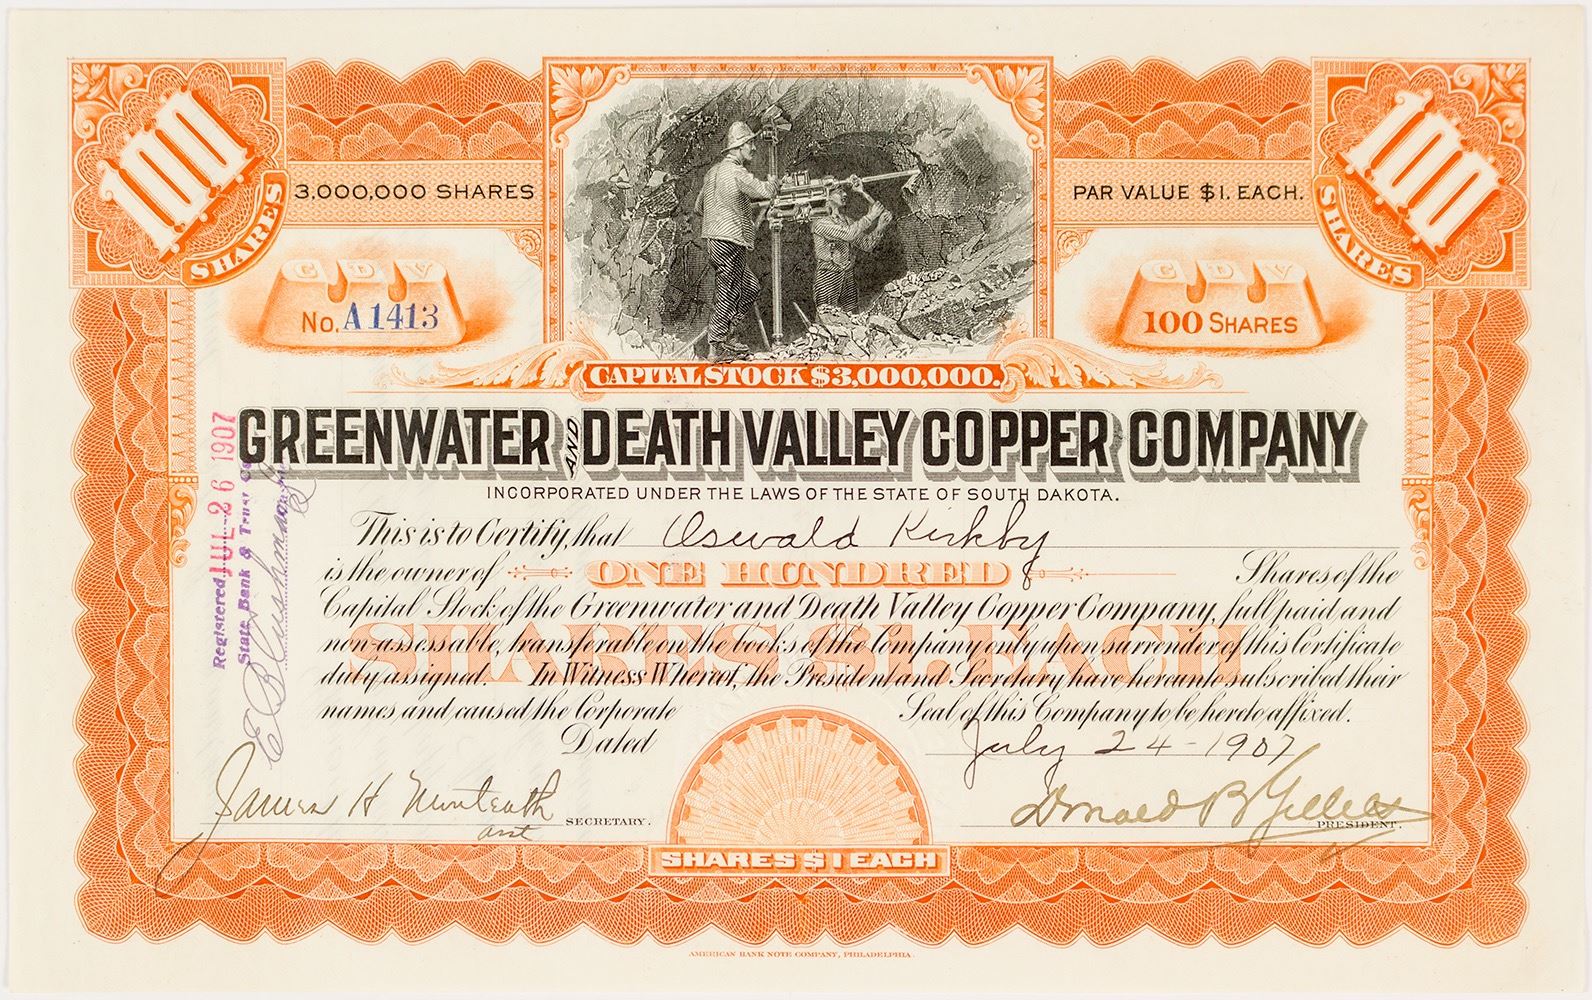 100 SHARES
3,000,000 SHARES
PAR VALUE $1. EACH.
100 SHARES
G D V
No. A1413
G D V
100 SHARES
CAPITAL STOCK $3,000,000.
GREENWATER AND DEATH VALLEY COPPER COMPANY
INCORPORATED UNDER THE LAWS OF THE STATE OF SOUTH DAKOTA.
This is to Certify, that Oswald Kirkby
is the owner of ONE HUNDRED Shares of the
Capital Stock of the Greenwater and Death Valley Copper Company, full paid and
non-assessable, transferable on the books of the Company only upon surrender of this Certificate
duly assigned. In Witness Whereof, the President and Secretary have hereunto subscribed their
names and caused the Corporate Seal of this Company to be hereto affixed.
SHARES $1. EACH
Dated July 24-1907
James H Monteath
asst SECRETARY.
Donald B Gillies
PRESIDENT.
SHARES $1 EACH
AMERICAN BANK NOTE COMPANY, PHILADELPHIA.
Registered, JUL 26 1907
State Bank & Trust Co